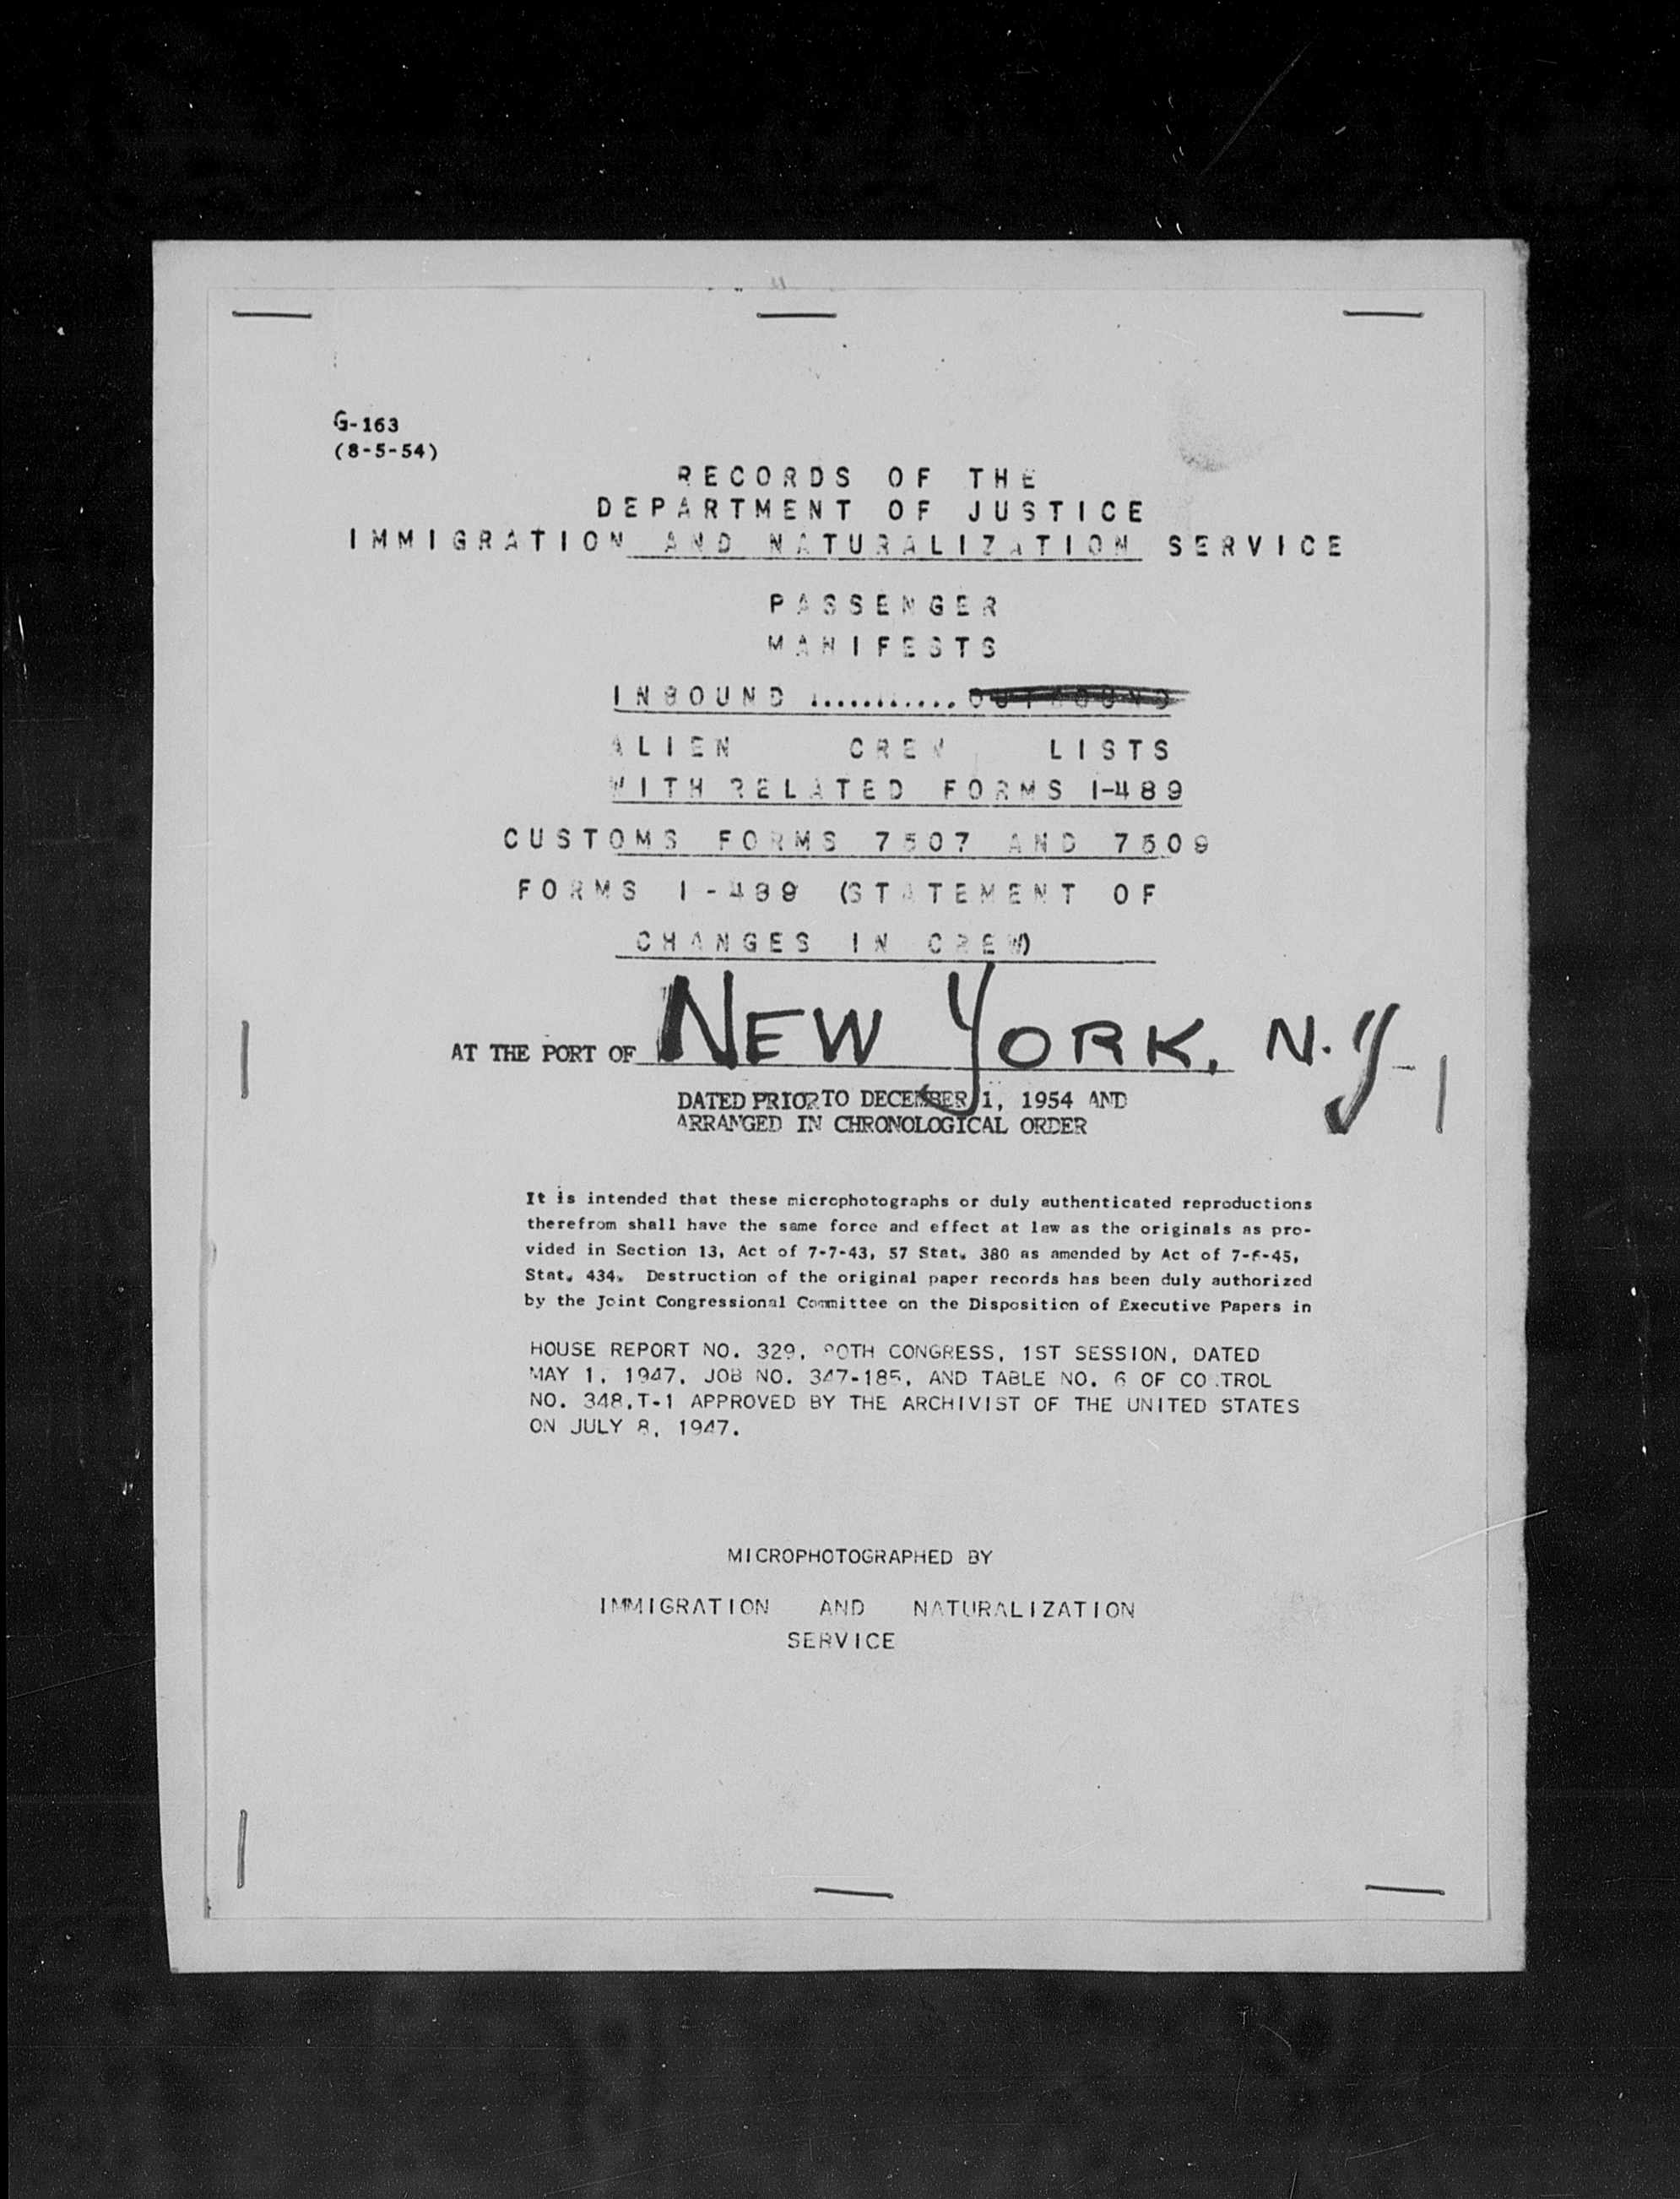 G-163
(8-5-54)
RECORDS OF THE
DEPARTMENT OF JUSTICE
IMMIGRATION AND NATURALIZATION SERVICE
PASSENGER
MANIFESTS
INBOUND ............OUTBOUND
ALIEN CREW LISTS
WITH RELATED FORMS I-489
CUSTOMS FORMS 7507 AND 7509
FORMS I-489 (STATEMENT OF
CHANGES IN CREW)
AT THE PORT OF NEW YORK, N.Y.
DATED PRIOR TO DECEMBER 1, 1954 AND
ARRANGED IN CHRONOLOGICAL ORDER
It is intended that these microphotographs or duly authenticated reproductions
therefrom shall have the same force and effect at law as the originals as pro-
vided in Section 13, Act of 7-7-43, 57 Stat. 380 as amended by Act of 7-6-45,
Stat. 434. Destruction of the original paper records has been duly authorized
by the Joint Congressional Committee on the Disposition of Executive Papers in
HOUSE REPORT NO. 329, 80TH CONGRESS, 1ST SESSION, DATED
MAY 1, 1947, JOB NO. 347-185, AND TABLE NO. 6 OF CO TROL
NO. 348.T-1 APPROVED BY THE ARCHIVIST OF THE UNITED STATES
ON JULY 8, 1947.
MICROPHOTOGRAPHED BY
IMMIGRATION AND NATURALIZATION
SERVICE